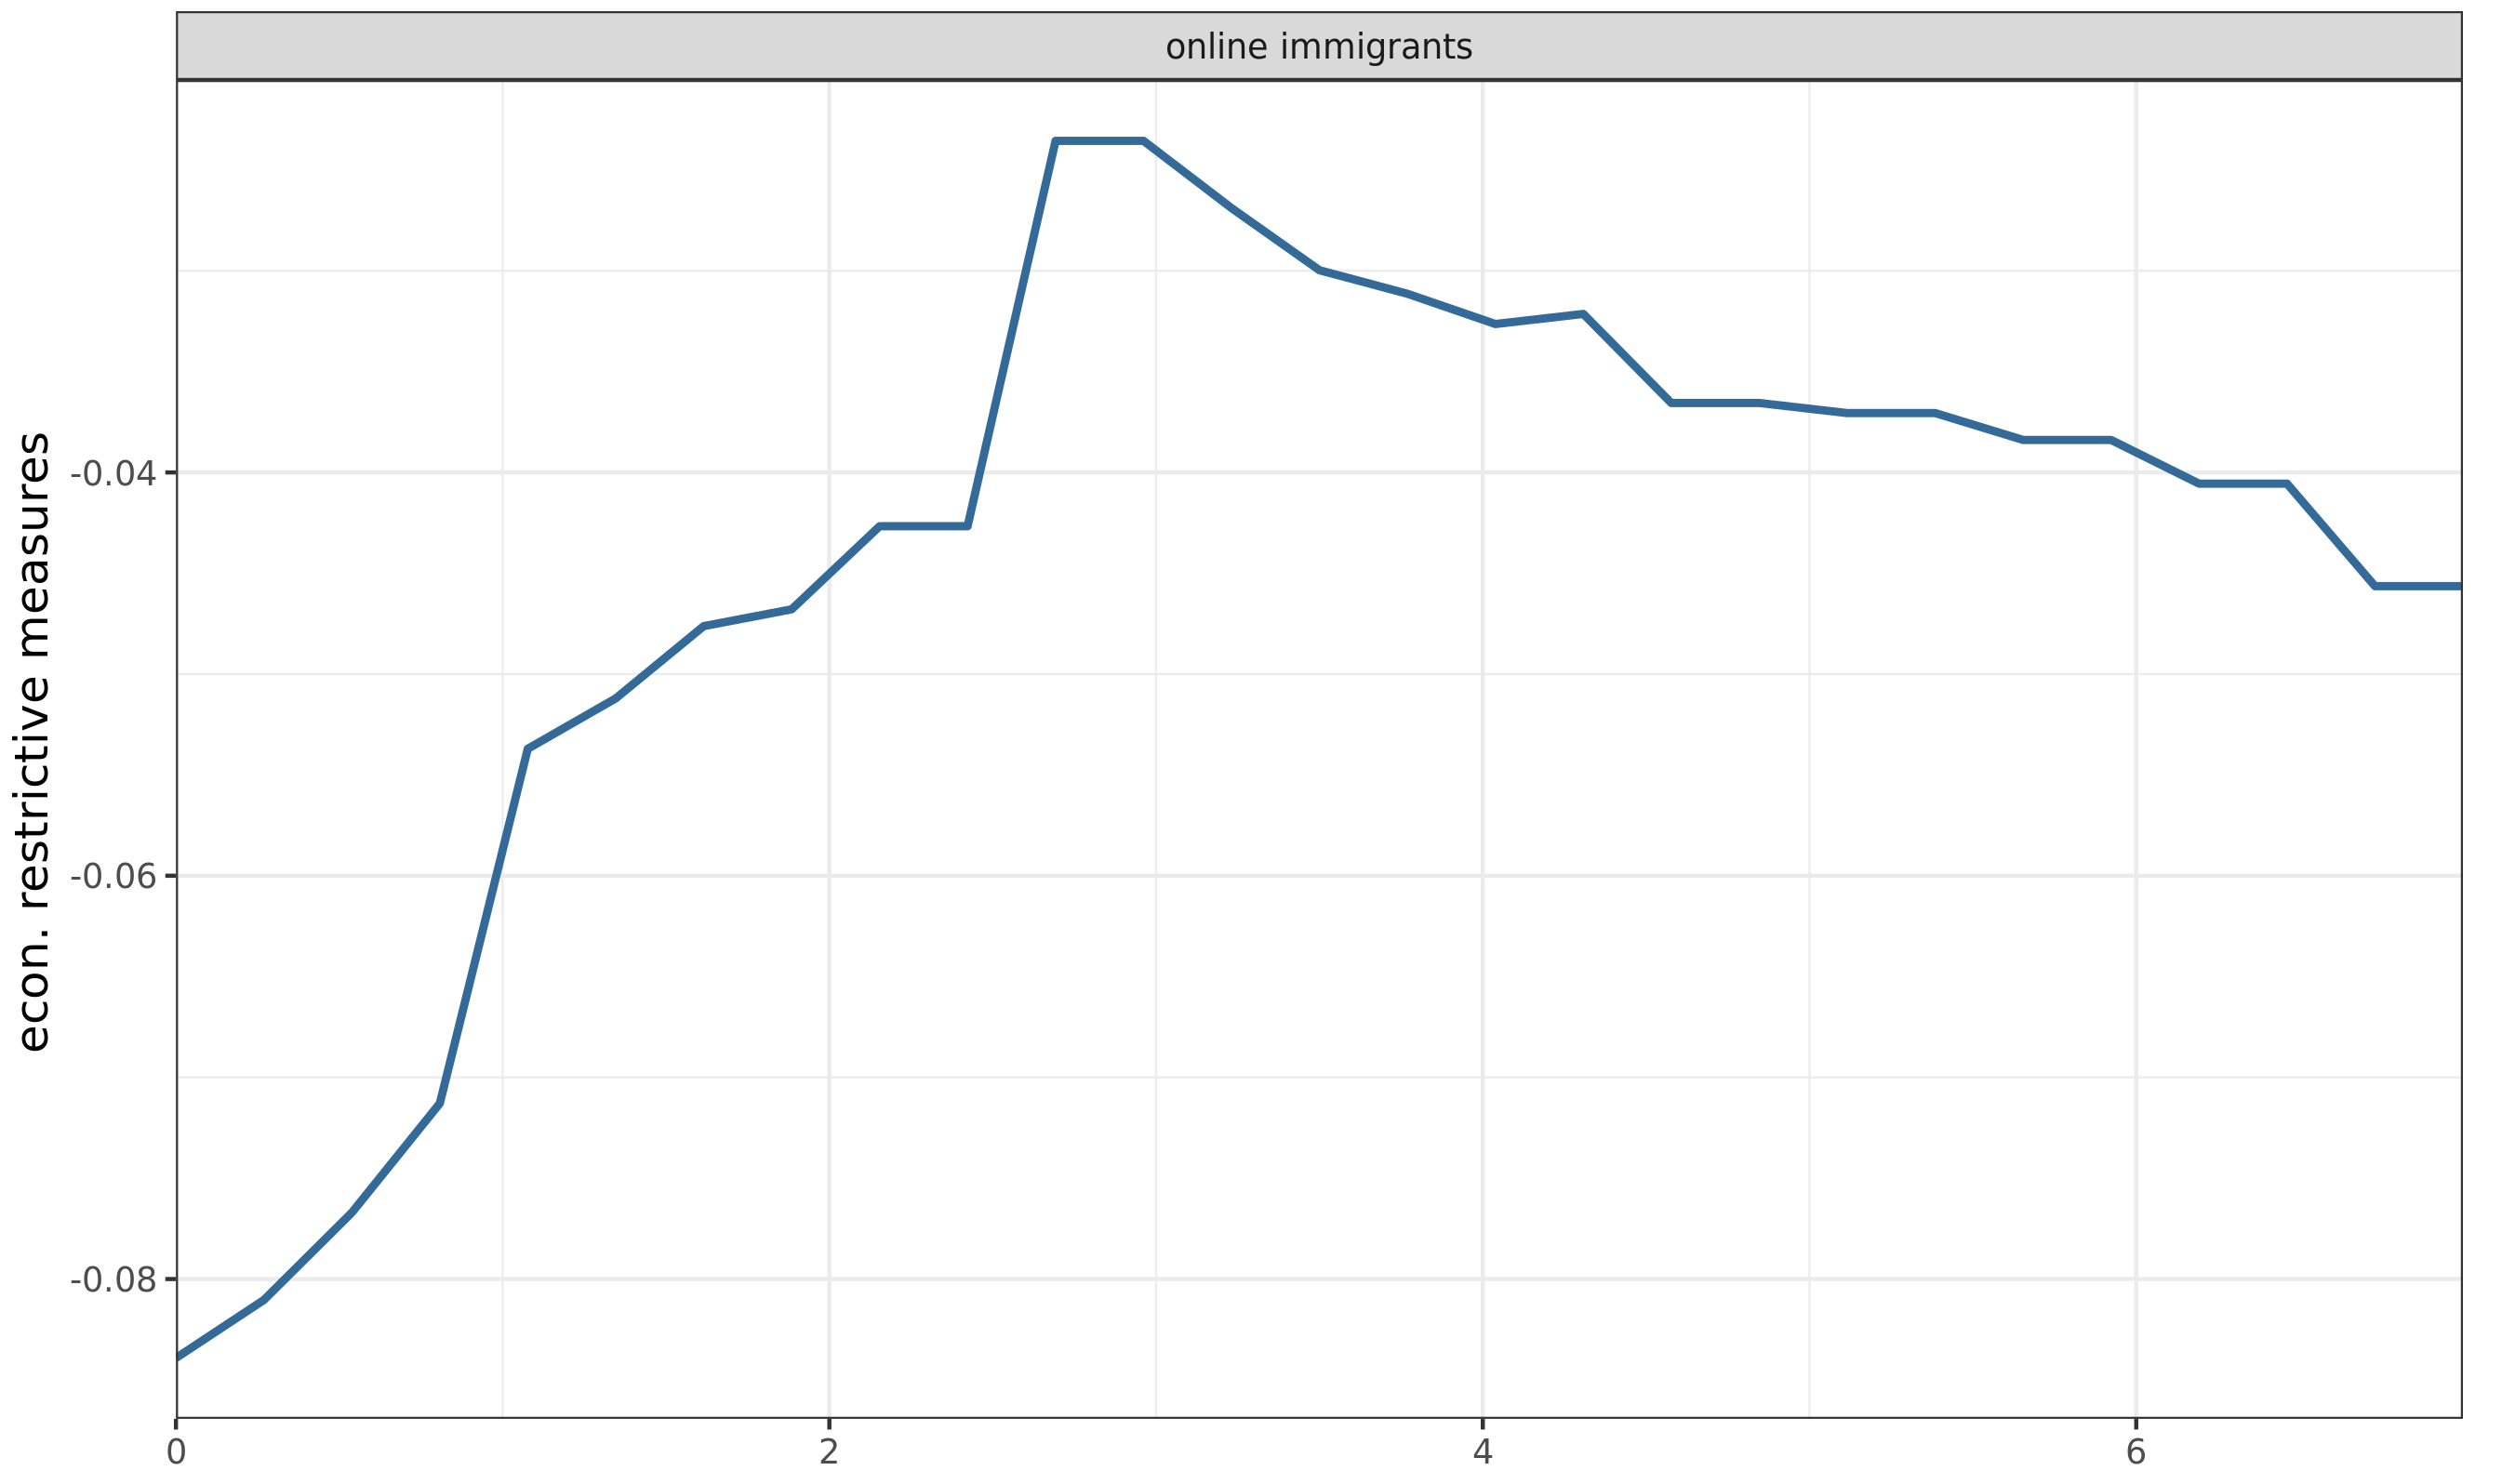 online immigrants
econ. restrictive measures
-0.04
-0.06
-0.08
0 2 4 6